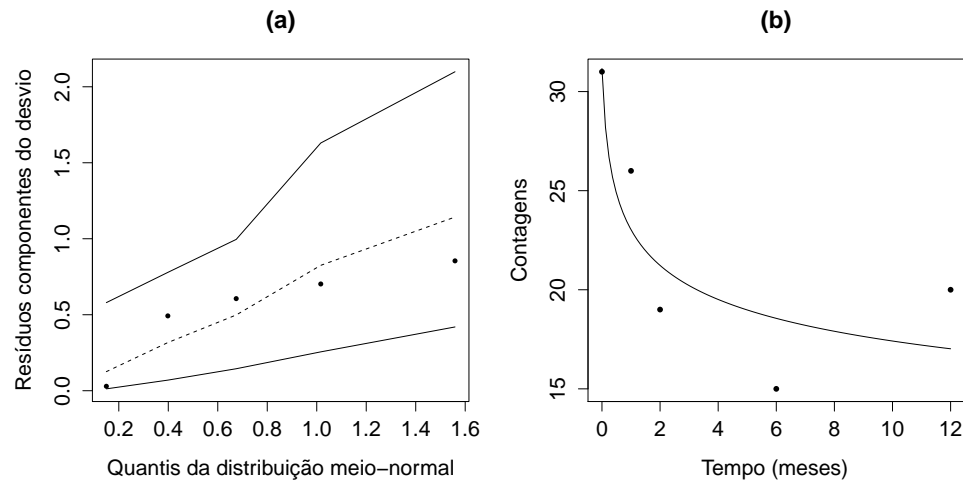 (a)
Resíduos componentes do desvio
2.0
1.5
1.0
0.5
0.0
0.2 0.4 0.6 0.8 1.0 1.2 1.4 1.6
Quantis da distribuição meio−normal
(b)
Contagens
30
25
20
15
0 2 4 6 8 10 12
Tempo (meses)